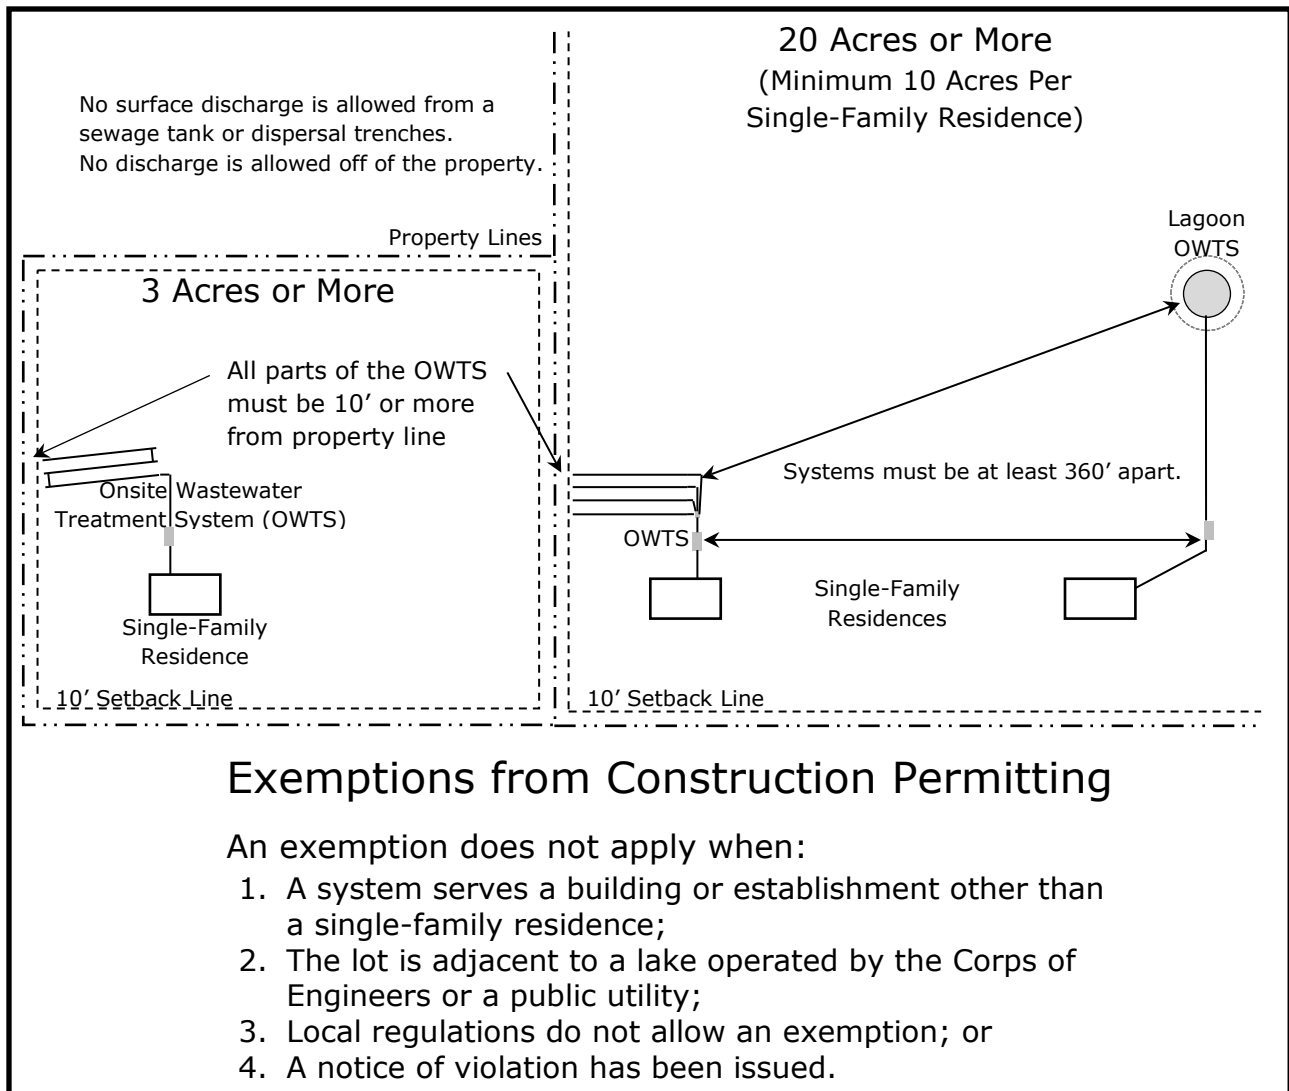 20 Acres or More
(Minimum 10 Acres Per
Single-Family Residence)
No surface discharge is allowed from a
sewage tank or dispersal trenches.
No discharge is allowed off of the property.
Property Lines
Lagoon
OWTS
3 Acres or More
All parts of the OWTS
must be 10′ or more
from property line
Onsite Wastewater
Treatment System (OWTS)
Systems must be at least 360′ apart.
OWTS
Single-Family
Residence
Single-Family
Residences
10′ Setback Line
10′ Setback Line
Exemptions from Construction Permitting
An exemption does not apply when:
1. A system serves a building or establishment other than
a single-family residence;
2. The lot is adjacent to a lake operated by the Corps of
Engineers or a public utility;
3. Local regulations do not allow an exemption; or
4. A notice of violation has been issued.